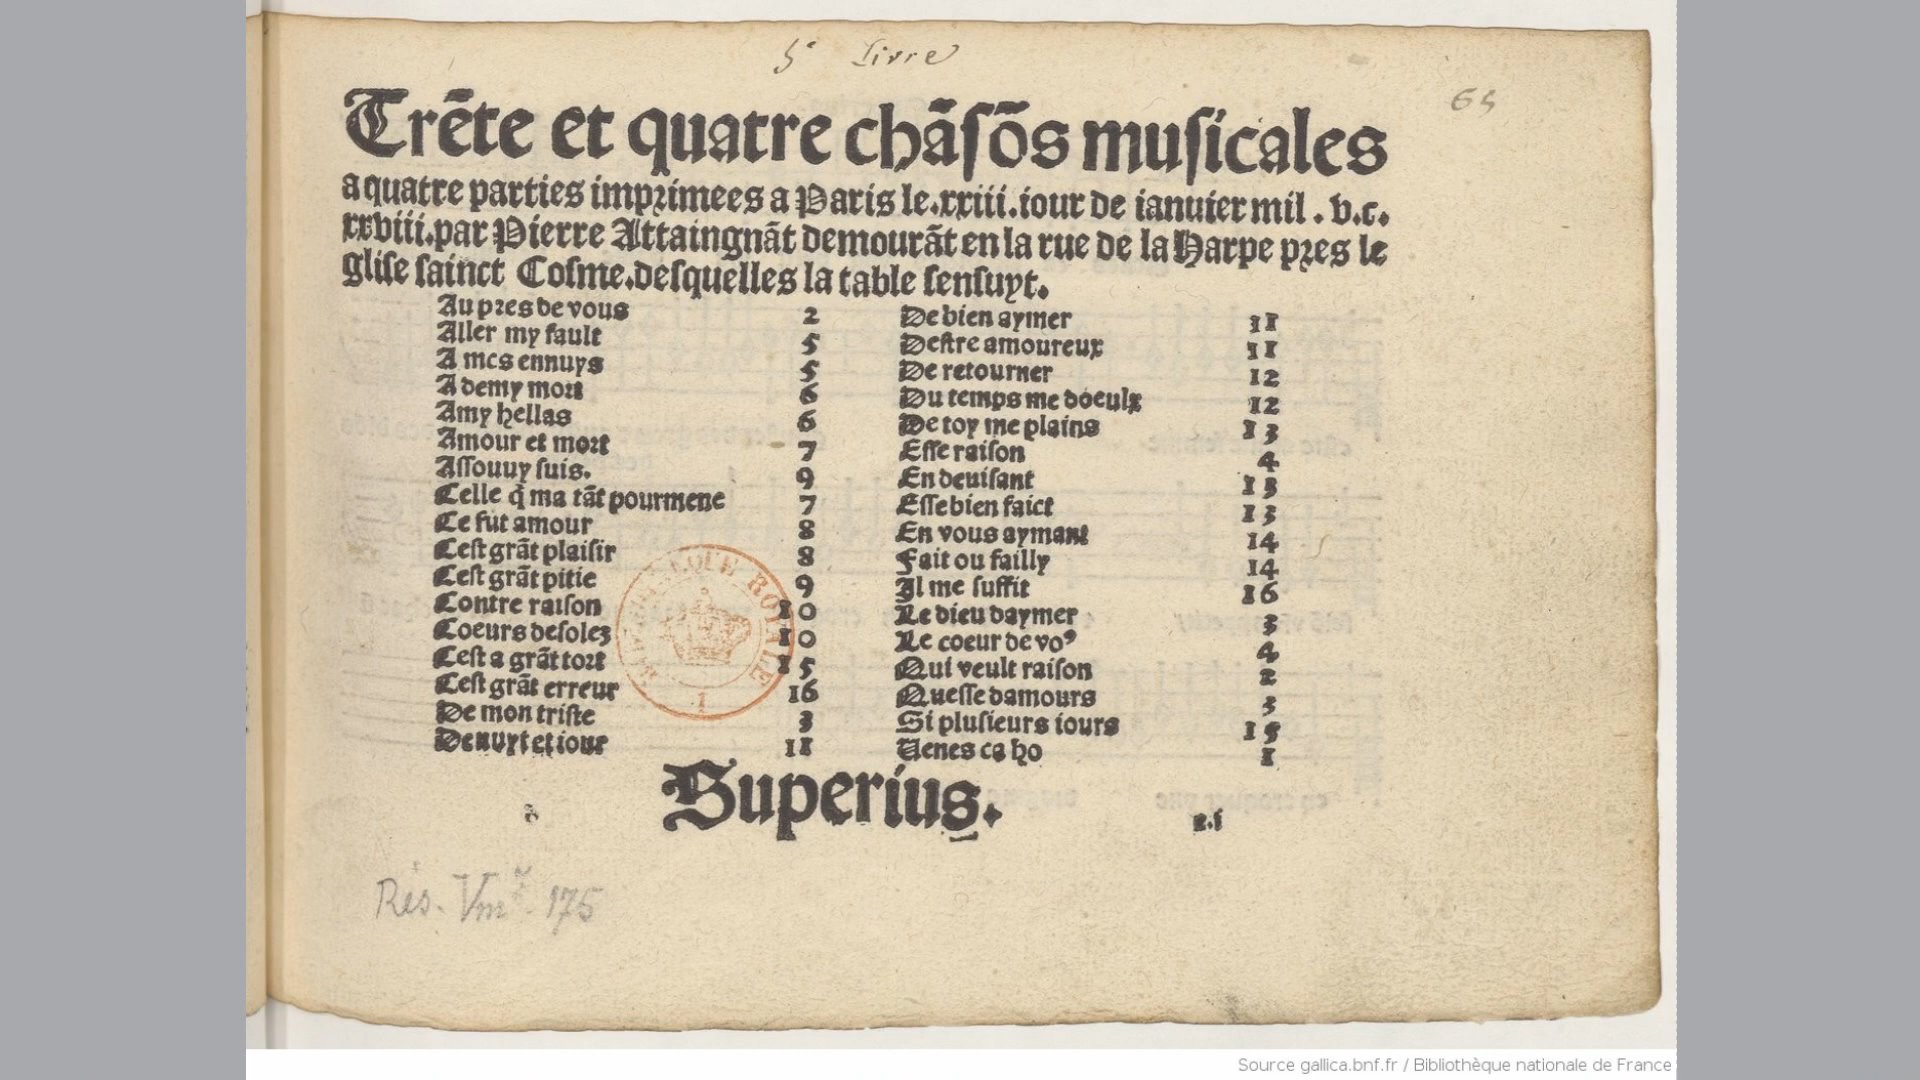 5e Livre
65
Trēte et quatre chāſōs muſicales
a quatre parties imprimees a Paris le.xxiii.iour de ianuier mil . v.c.
xxviii.par Pierre Attaingnāt demourāt en la rue de la Harpe pres le
gliſe ſainct Coſme.deſquelles la table ſenſuyt.
Au pres de vous 2
Aller my fault 5
A mes ennuys 5
A demy mort 6
Amy hellas 6
Amour et mort 7
Aſſouuy ſuis. 9
Celle q̄ ma tāt pourmene 7
Ce fut amour 8
Ceſt grāt plaiſir 8
Ceſt grāt pitie 9
Contre raiſon 10
Coeurs deſolez 10
Ceſt a grāt tort 15
Ceſt grāt erreur 16
De mon triſte 3
De nuyt et iour 11
De bien aymer 11
Deſtre amoureux 11
De retourner 12
Du temps me doeulx 12
De toy me plains 13
Eſſe raiſon 4
En deuiſant 13
Eſſe bien faict 13
En vous aymant 14
Fait ou failly 14
Il me ſuffit 16
Le dieu daymer 3
Le coeur de voꝰ 4
Qui veult raiſon 2
Queſſe damours 3
Si pluſieurs iours 15
Uenes ca ho 1
Superius.
Rés. Vm7. 175
Source gallica.bnf.fr / Bibliothèque nationale de France